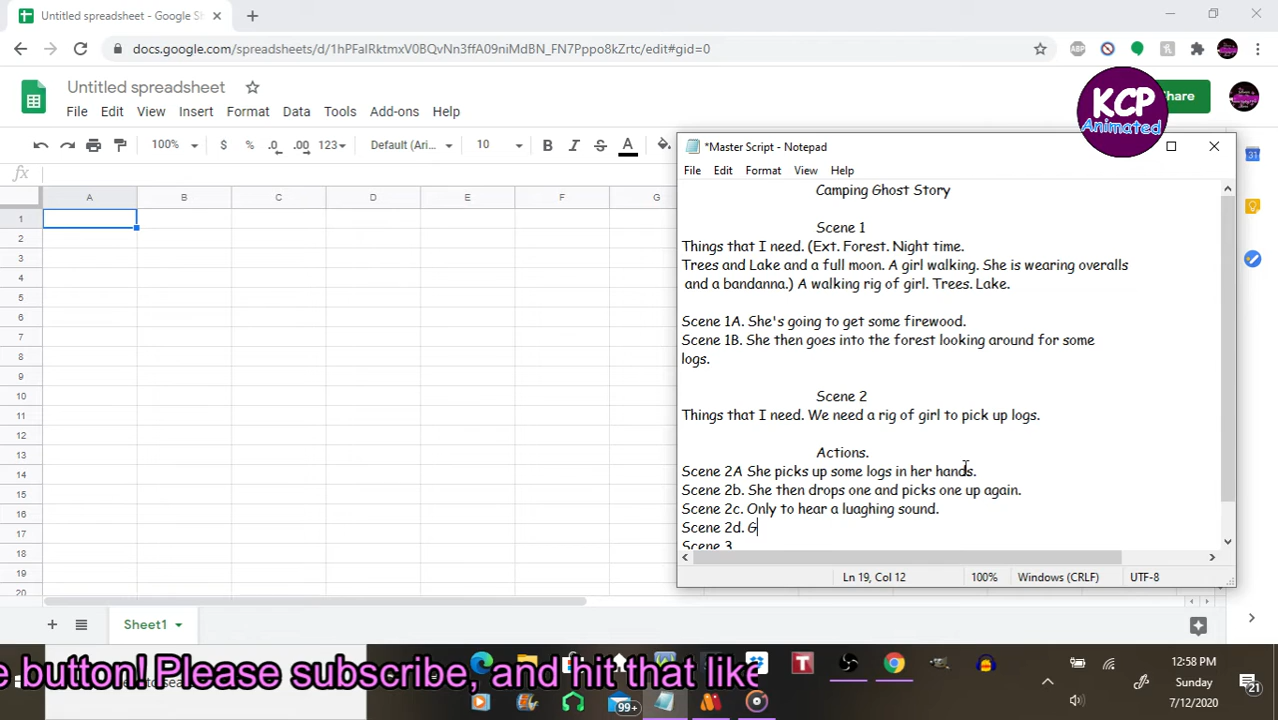 Untitled spreadsheet - Google Sh
docs.google.com/spreadsheets/d/1hPFaIRktmxV0BQvNn3ffA09niMdBN_FN7Pppo8kZrtc/edit#gid=0
ABP
Untitled spreadsheet
File Edit View Insert Format Data Tools Add-ons Help
Share
KCP
Animated
100% $ % .0 .00 123 Default (Ari... 10 B I S A
fx
A B C D E F G
1
2
3
4
5
6
7
8
9
10
11
12
13
14
15
16
17
18
19
20
*Master Script - Notepad
File Edit Format View Help
Camping Ghost Story
Scene 1
Things that I need. (Ext. Forest. Night time.
Trees and Lake and a full moon. A girl walking. She is wearing overalls
and a bandanna.) A walking rig of girl. Trees. Lake.
Scene 1A. She's going to get some firewood.
Scene 1B. She then goes into the forest looking around for some
logs.
Scene 2
Things that I need. We need a rig of girl to pick up logs.
Actions.
Scene 2A She picks up some logs in her hands.
Scene 2b. She then drops one and picks one up again.
Scene 2c. Only to hear a luaghing sound.
Scene 2d. G
Scene 3
Ln 19, Col 12 100% Windows (CRLF) UTF-8
31
Sheet1
e button! Please subscribe, and hit that like
99+
T
12:58 PM
Sunday
7/12/2020
21